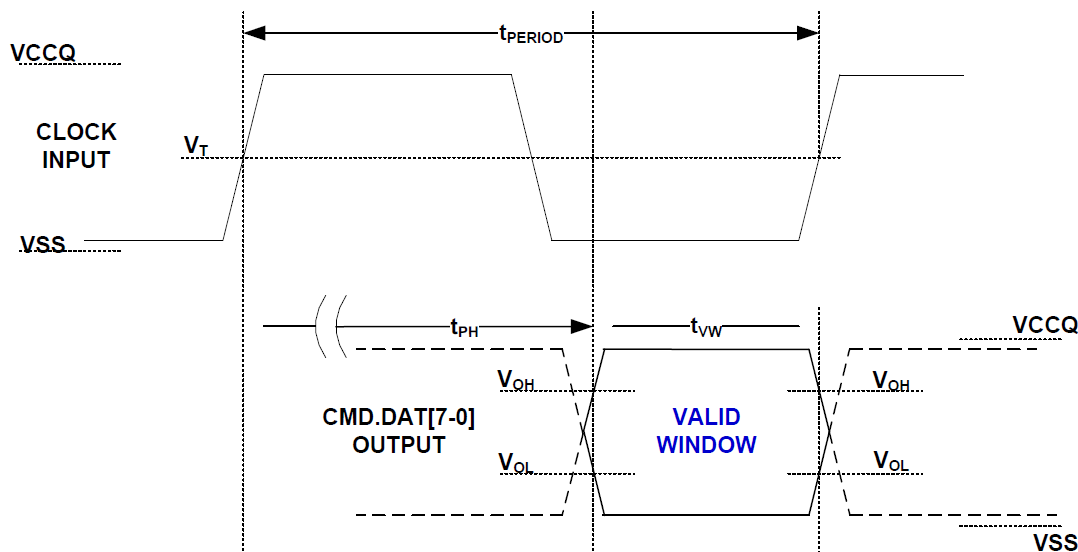 tPERIOD
VCCQ
CLOCK
INPUT
VT
VSS
tPH
tVW
VCCQ
VOH
VOH
CMD.DAT[7-0]
OUTPUT
VALID
WINDOW
VOL
VOL
VSS